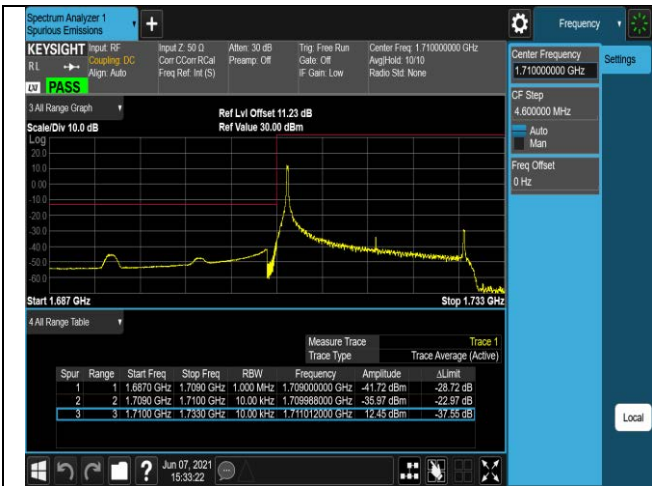 Spectrum Analyzer 1
Spurious Emissions
+
Frequency
KEYSIGHT
RL
LXI PASS
Input: RF
Coupling: DC
Align: Auto
Input Z: 50 Ω
Corr CCorr RCal
Freq Ref: Int (S)
Atten: 30 dB
Preamp: Off
Trig: Free Run
Gate: Off
IF Gain: Low
Center Freq: 1.710000000 GHz
Avg|Hold: 10/10
Radio Std: None
Center Frequency
1.710000000 GHz
Settings
CF Step
4.600000 MHz
Auto
Man
Freq Offset
0 Hz
Local
3 All Range Graph
Ref Lvl Offset 11.23 dB
Scale/Div 10.0 dB
Ref Value 30.00 dBm
Log
20.0
10.0
0.00
-10.0
-20.0
-30.0
-40.0
-50.0
-60.0
Start 1.687 GHz
Stop 1.733 GHz
4 All Range Table
Measure Trace Trace 1
Trace Type Trace Average (Active)
Spur Range Start Freq Stop Freq RBW Frequency Amplitude ΔLimit
1 1 1.6870 GHz 1.7090 GHz 1.000 MHz 1.709000000 GHz -41.72 dBm -28.72 dB
2 2 1.7090 GHz 1.7100 GHz 10.00 kHz 1.709988000 GHz -35.97 dBm -22.97 dB
3 3 1.7100 GHz 1.7330 GHz 10.00 kHz 1.711012000 GHz 12.45 dBm -37.55 dB
?
Jun 07, 2021
15:33:22